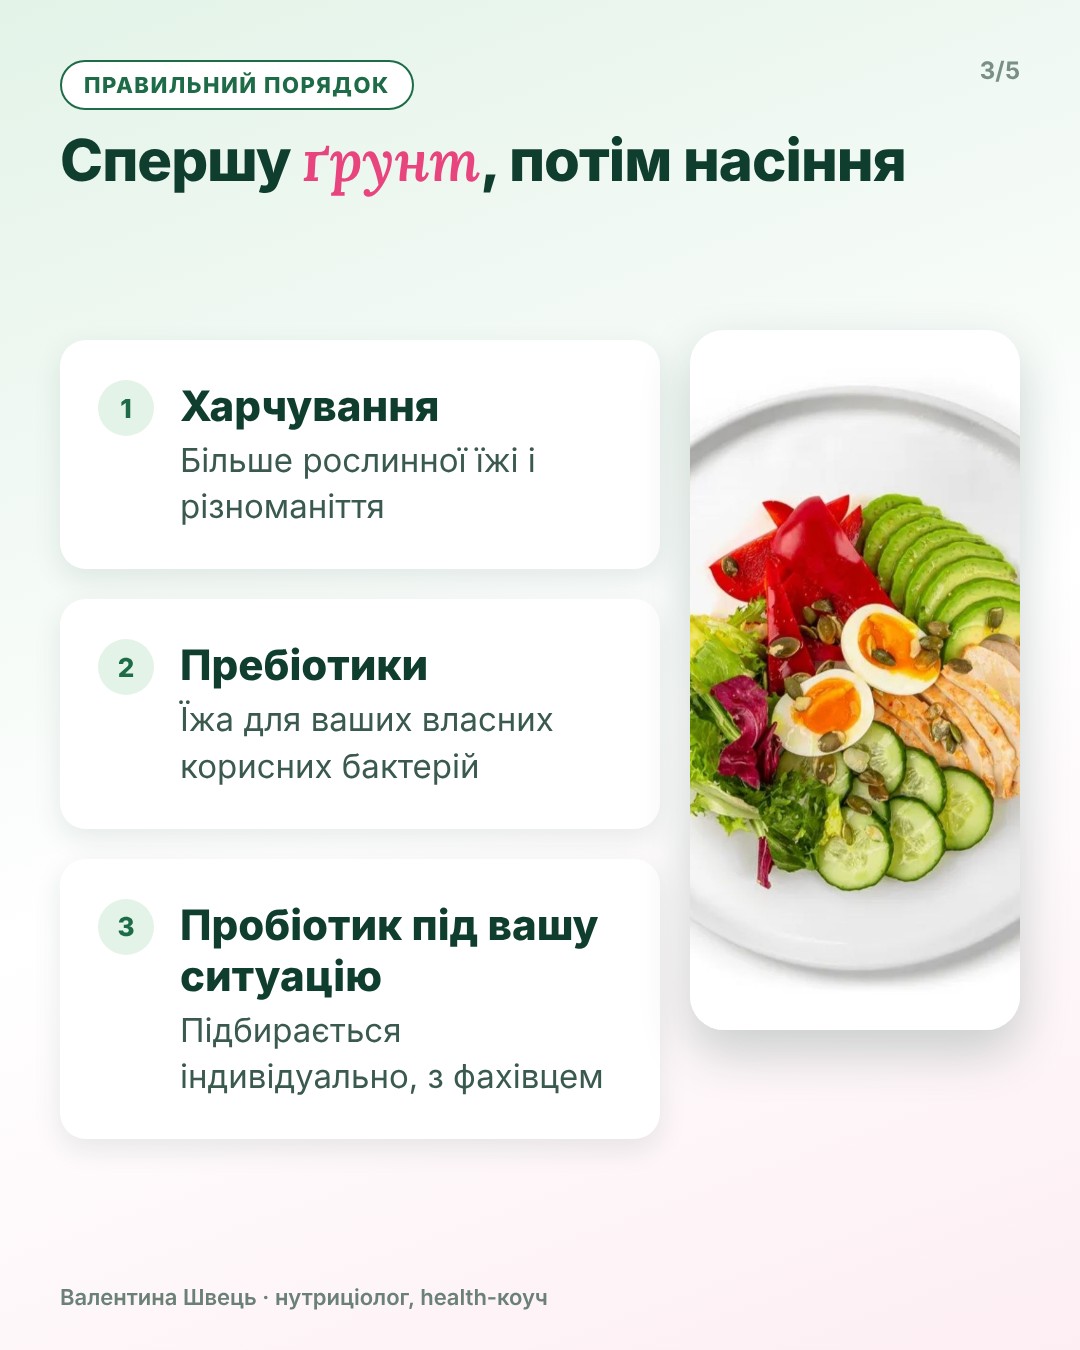 ПРАВИЛЬНИЙ ПОРЯДОК
3/5
Спершу ґрунт, потім насіння
1
Харчування
Більше рослинної їжі і
різноманіття
2
Пребіотики
Їжа для ваших власних
корисних бактерій
3
Пробіотик під вашу
ситуацію
Підбирається
індивідуально, з фахівцем
Валентина Швець · нутриціолог, health-коуч